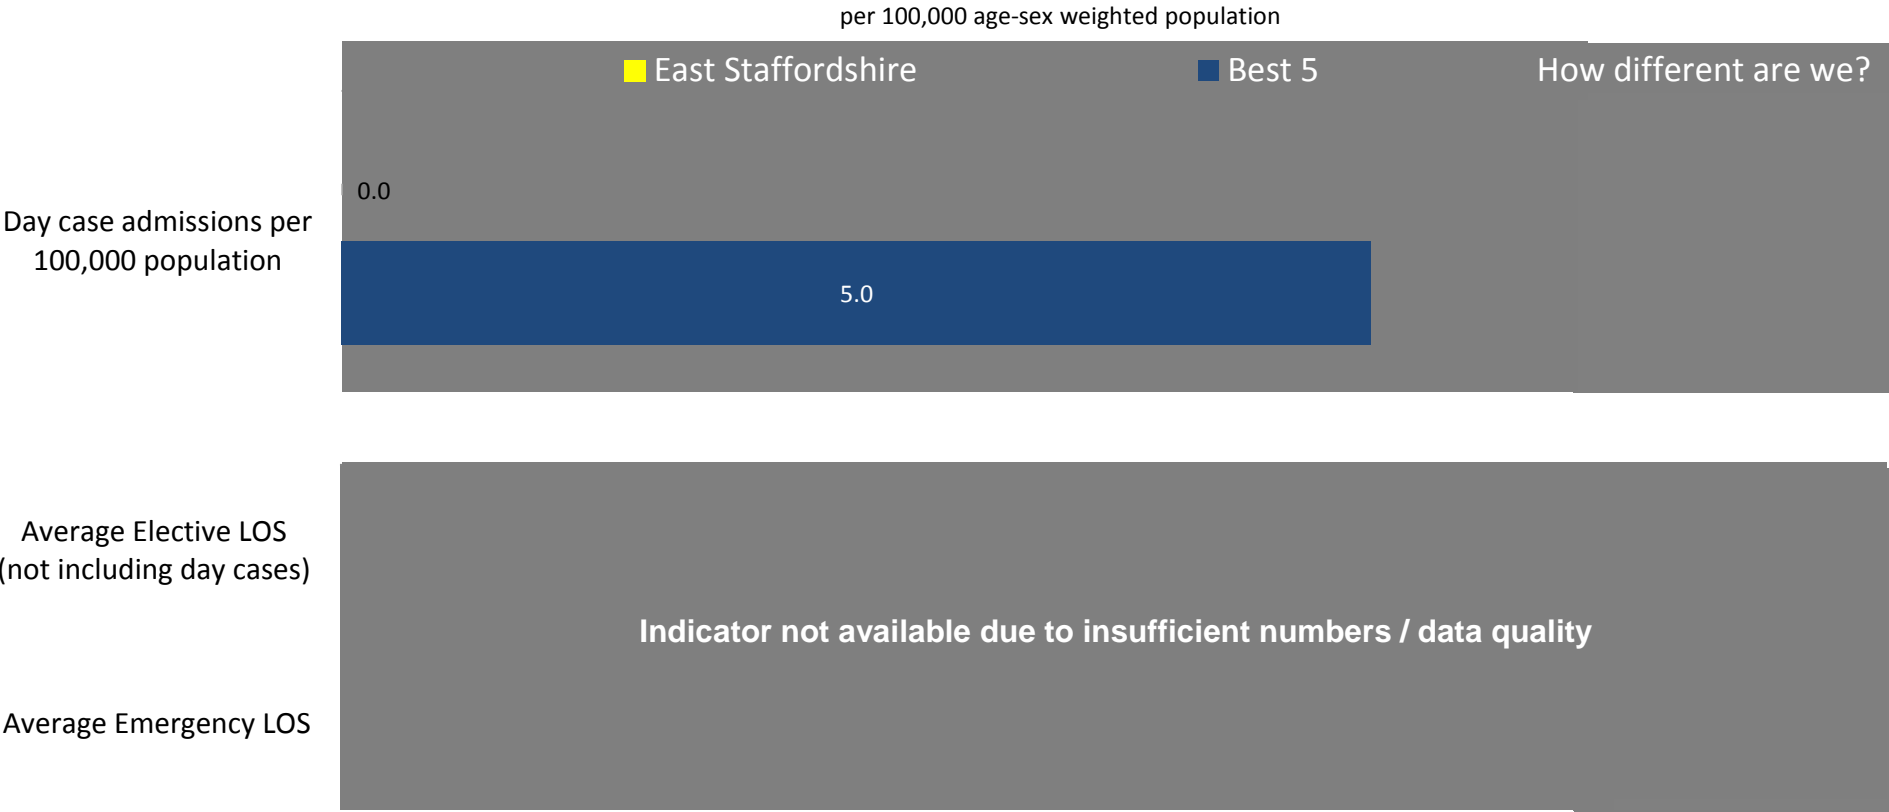 per 100,000 age-sex weighted population
East Staffordshire Best 5 How different are we?
0.0
Day case admissions per
100,000 population
5.0
Average Elective LOS
(not including day cases)
Indicator not available due to insufficient numbers / data quality
Average Emergency LOS